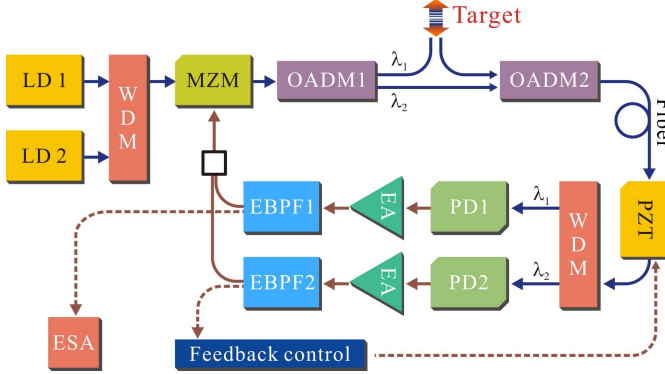 Target
LD 1
WDM
MZM
OADM1
λ1
λ2
OADM2
Fiber
LD 2
EBPF1
EA
PD1
λ1
WDM
PZT
EBPF2
EA
PD2
λ2
ESA
Feedback control